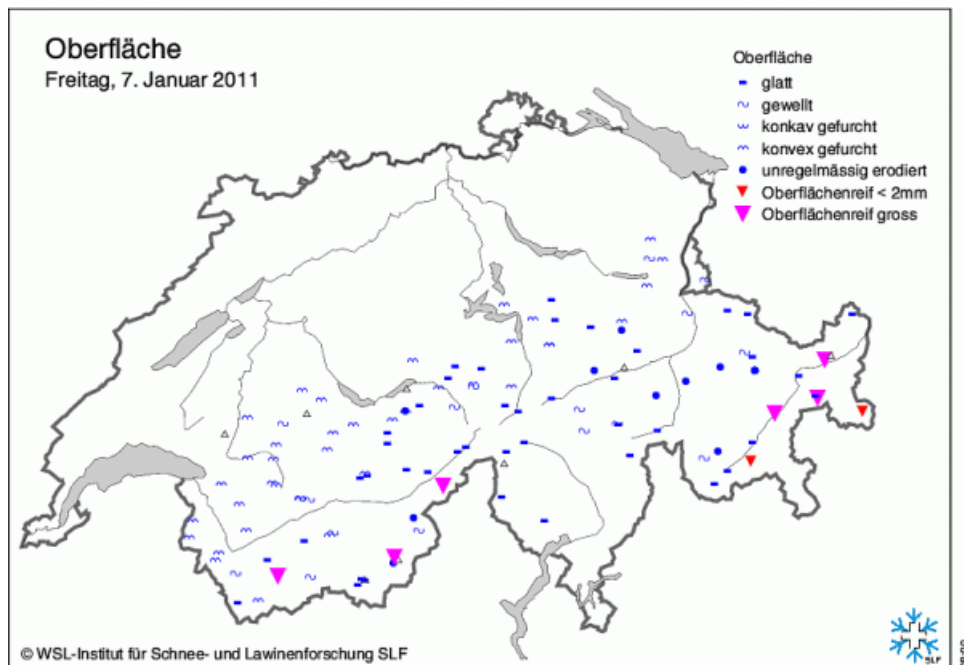 Oberfläche
Freitag, 7. Januar 2011
Oberfläche
glatt
gewellt
konkav gefurcht
konvex gefurcht
unregelmässig erodiert
Oberflächenreif < 2mm
Oberflächenreif gross
© WSL-Institut für Schnee- und Lawinenforschung SLF
SLF